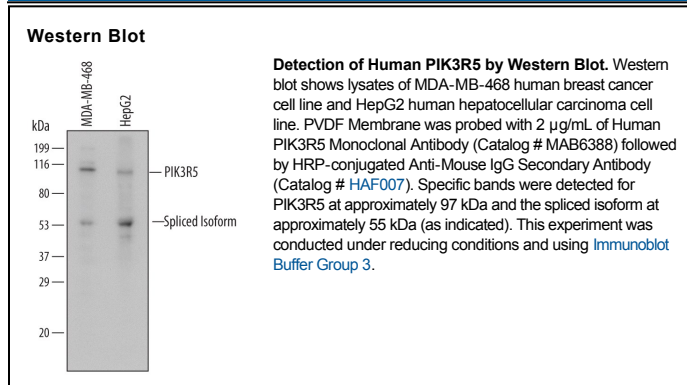 Western Blot
MDA-MB-468
HepG2
kDa
199
116
80
53
37
29
20
PIK3R5
Spliced Isoform
Detection of Human PIK3R5 by Western Blot. Western
blot shows lysates of MDA-MB-468 human breast cancer
cell line and HepG2 human hepatocellular carcinoma cell
line. PVDF Membrane was probed with 2 µg/mL of Human
PIK3R5 Monoclonal Antibody (Catalog # MAB6388) followed
by HRP-conjugated Anti-Mouse IgG Secondary Antibody
(Catalog # HAF007). Specific bands were detected for
PIK3R5 at approximately 97 kDa and the spliced isoform at
approximately 55 kDa (as indicated). This experiment was
conducted under reducing conditions and using Immunoblot
Buffer Group 3.